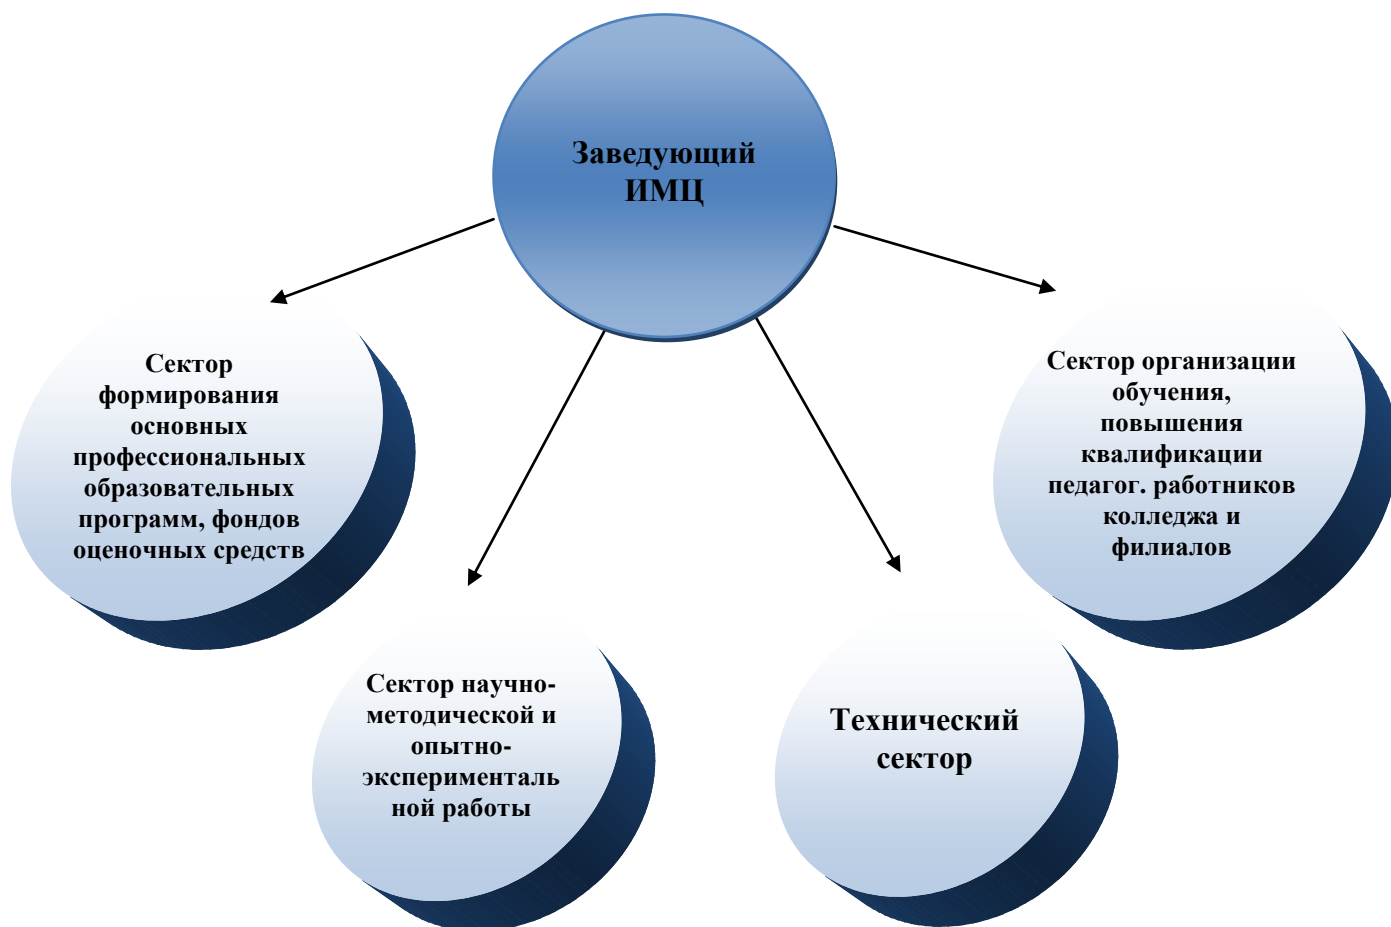 Заведующий
ИМЦ
Сектор
формирования
основных
профессиональных
образовательных
программ, фондов
оценочных средств
Сектор организации
обучения,
повышения
квалификации
педагог. работников
колледжа и
филиалов
Сектор научно-
методической и
опытно-
эксперименталь
ной работы
Технический
сектор